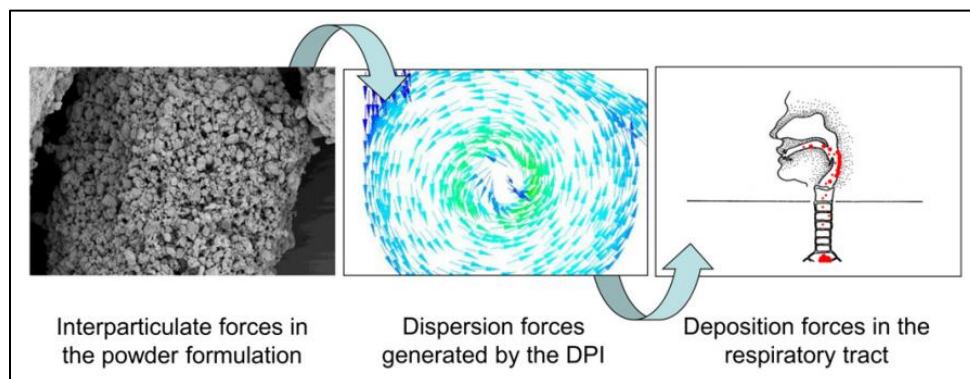 Interparticulate forces in
the powder formulation
Dispersion forces
generated by the DPI
Deposition forces in the
respiratory tract